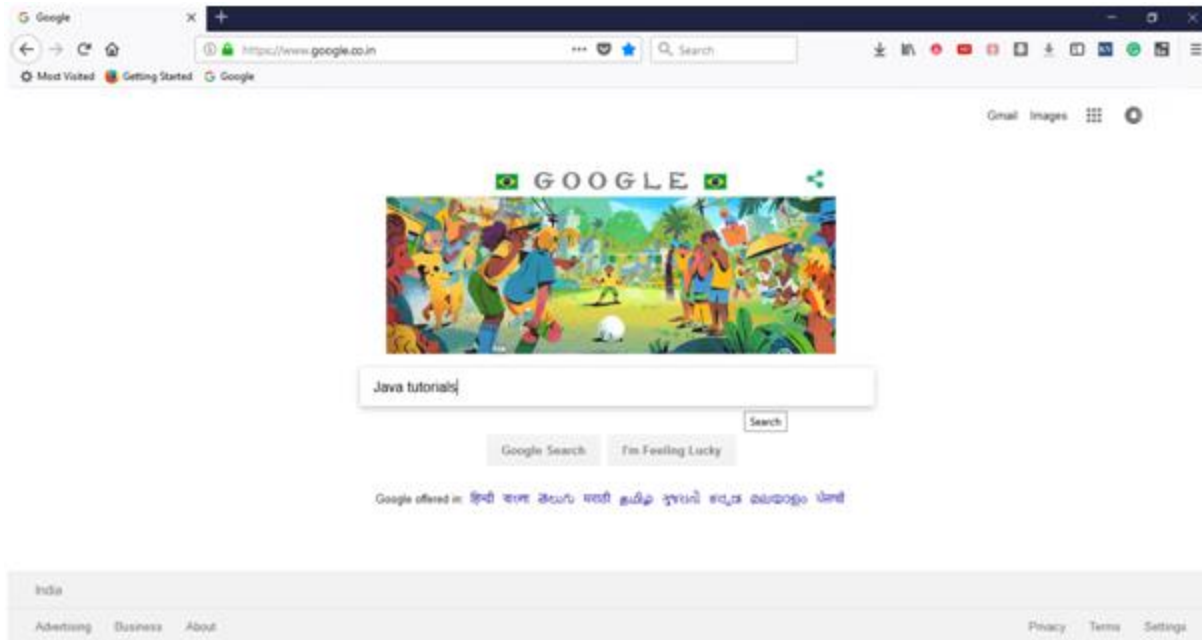 Google
https://www.google.co.in
Search
Most Visited Getting Started Google
Gmail Images
GOOGLE
Java tutorials
Search
Google Search I'm Feeling Lucky
Google offered in: हिन्दी বাংলা తెలుగు मराठी தமிழ் ગુજરાતી ಕನ್ನಡ മലയാളം ਪੰਜਾਬੀ
India
Advertising Business About Privacy Terms Settings